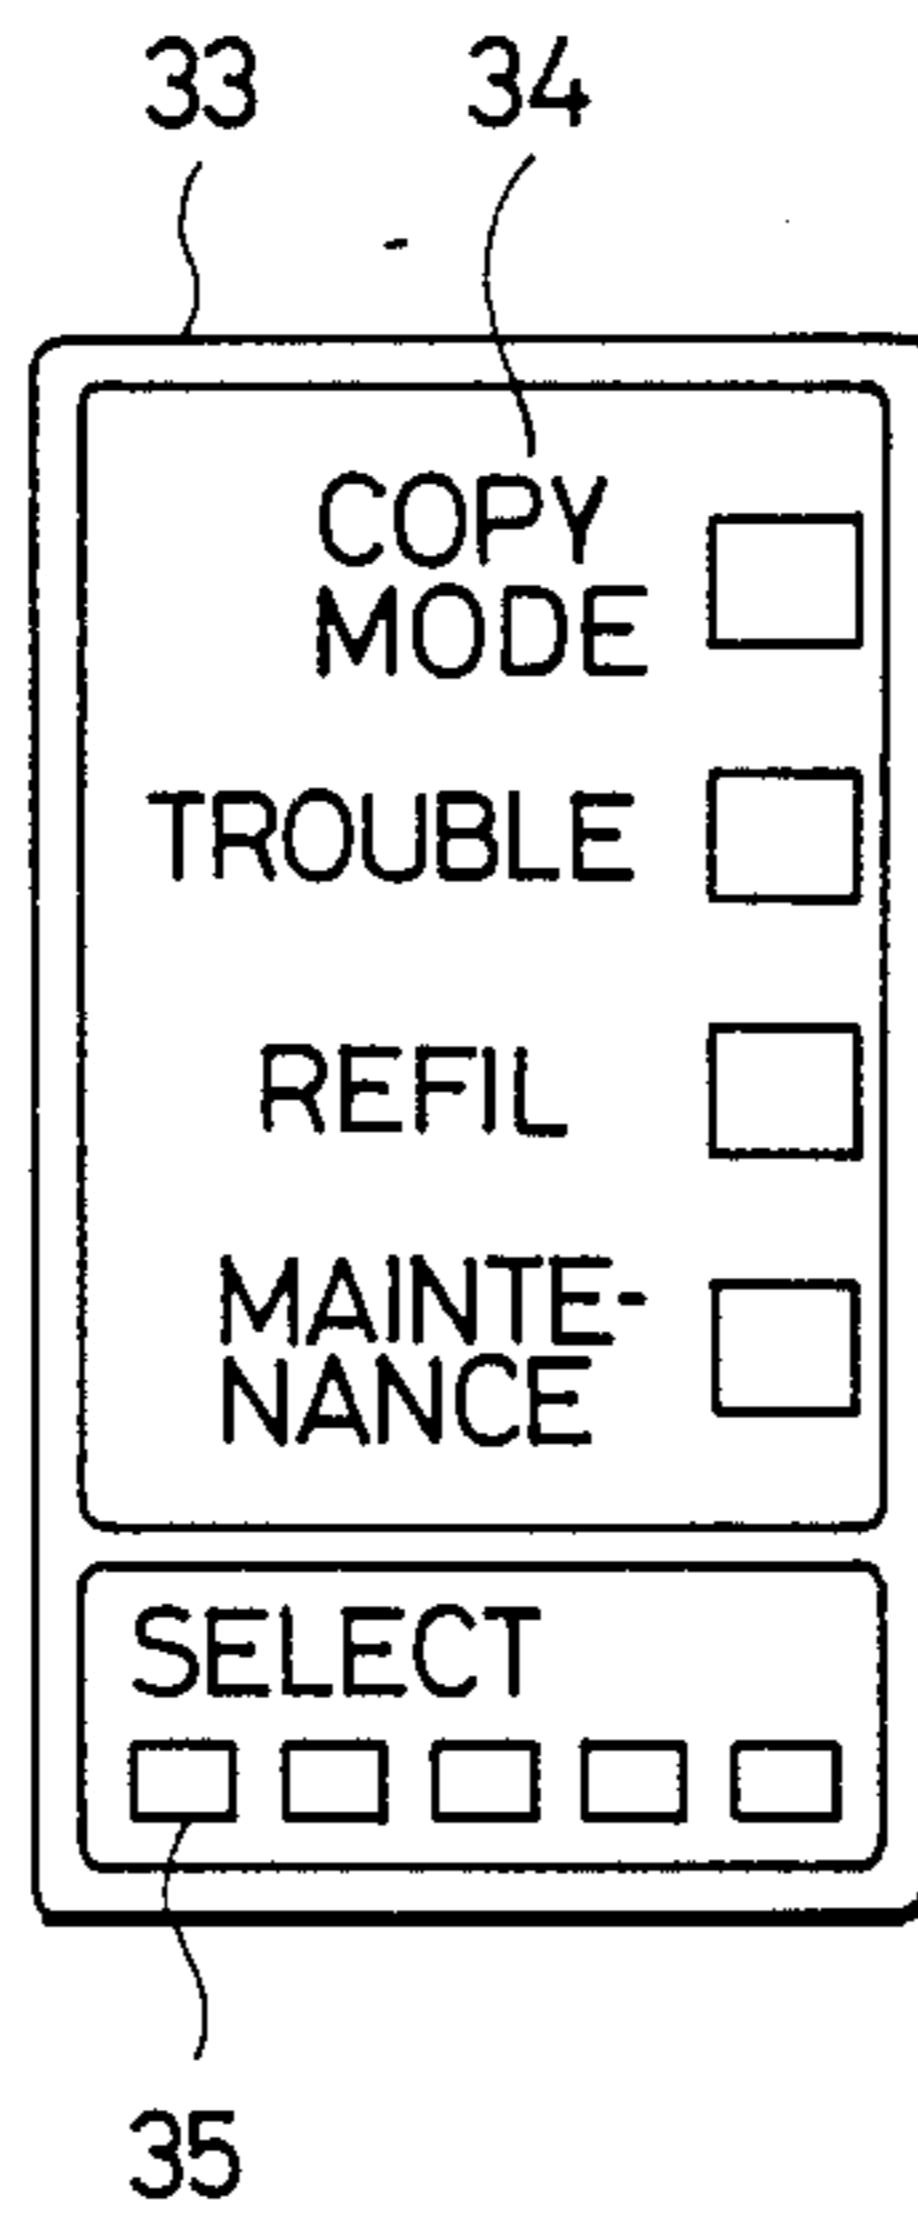 33 34
COPY
MODE
TROUBLE
REFIL
MAINTE-
NANCE
SELECT
35